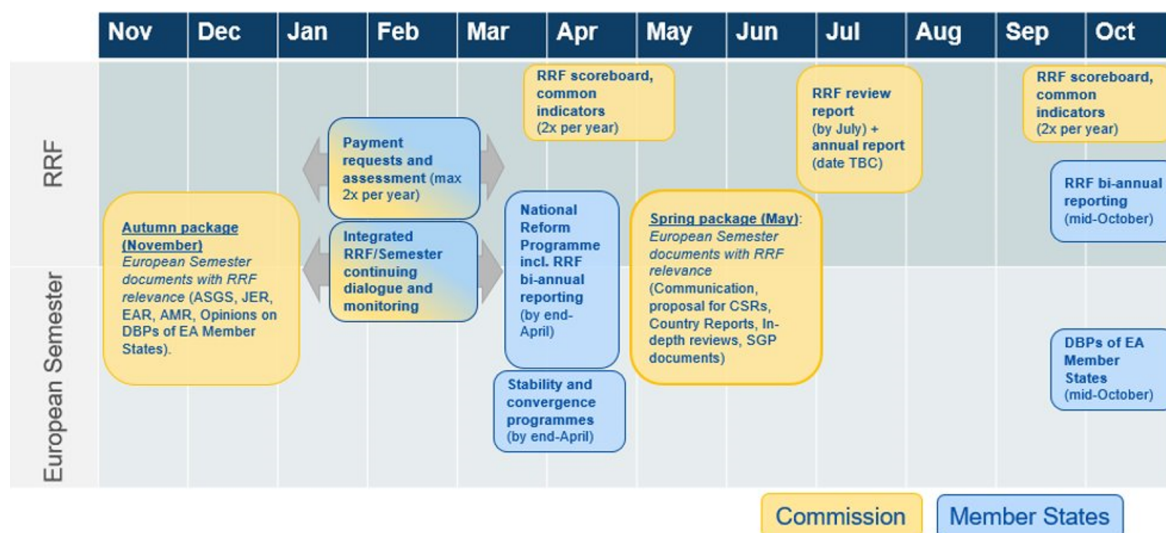 Nov Dec Jan Feb Mar Apr May Jun Jul Aug Sep Oct
RRF
European Semester
Autumn package
(November)
European Semester
documents with RRF
relevance (ASGS, JER,
EAR, AMR, Opinions on
DBPs of EA Member
States).
Payment
requests and
assessment (max
2x per year)
Integrated
RRF/Semester
continuing
dialogue and
monitoring
RRF scoreboard,
common
indicators
(2x per year)
National
Reform
Programme
incl. RRF
bi-annual
reporting
(by end-
April)
Stability and
convergence
programmes
(by end-April)
Spring package (May):
European Semester
documents with RRF
relevance
(Communication,
proposal for CSRs,
Country Reports, In-
depth reviews, SGP
documents)
RRF review
report
(by July) +
annual report
(date TBC)
RRF scoreboard,
common
indicators
(2x per year)
RRF bi-annual
reporting
(mid-October)
DBPs of EA
Member
States
(mid-October)
Commission
Member States